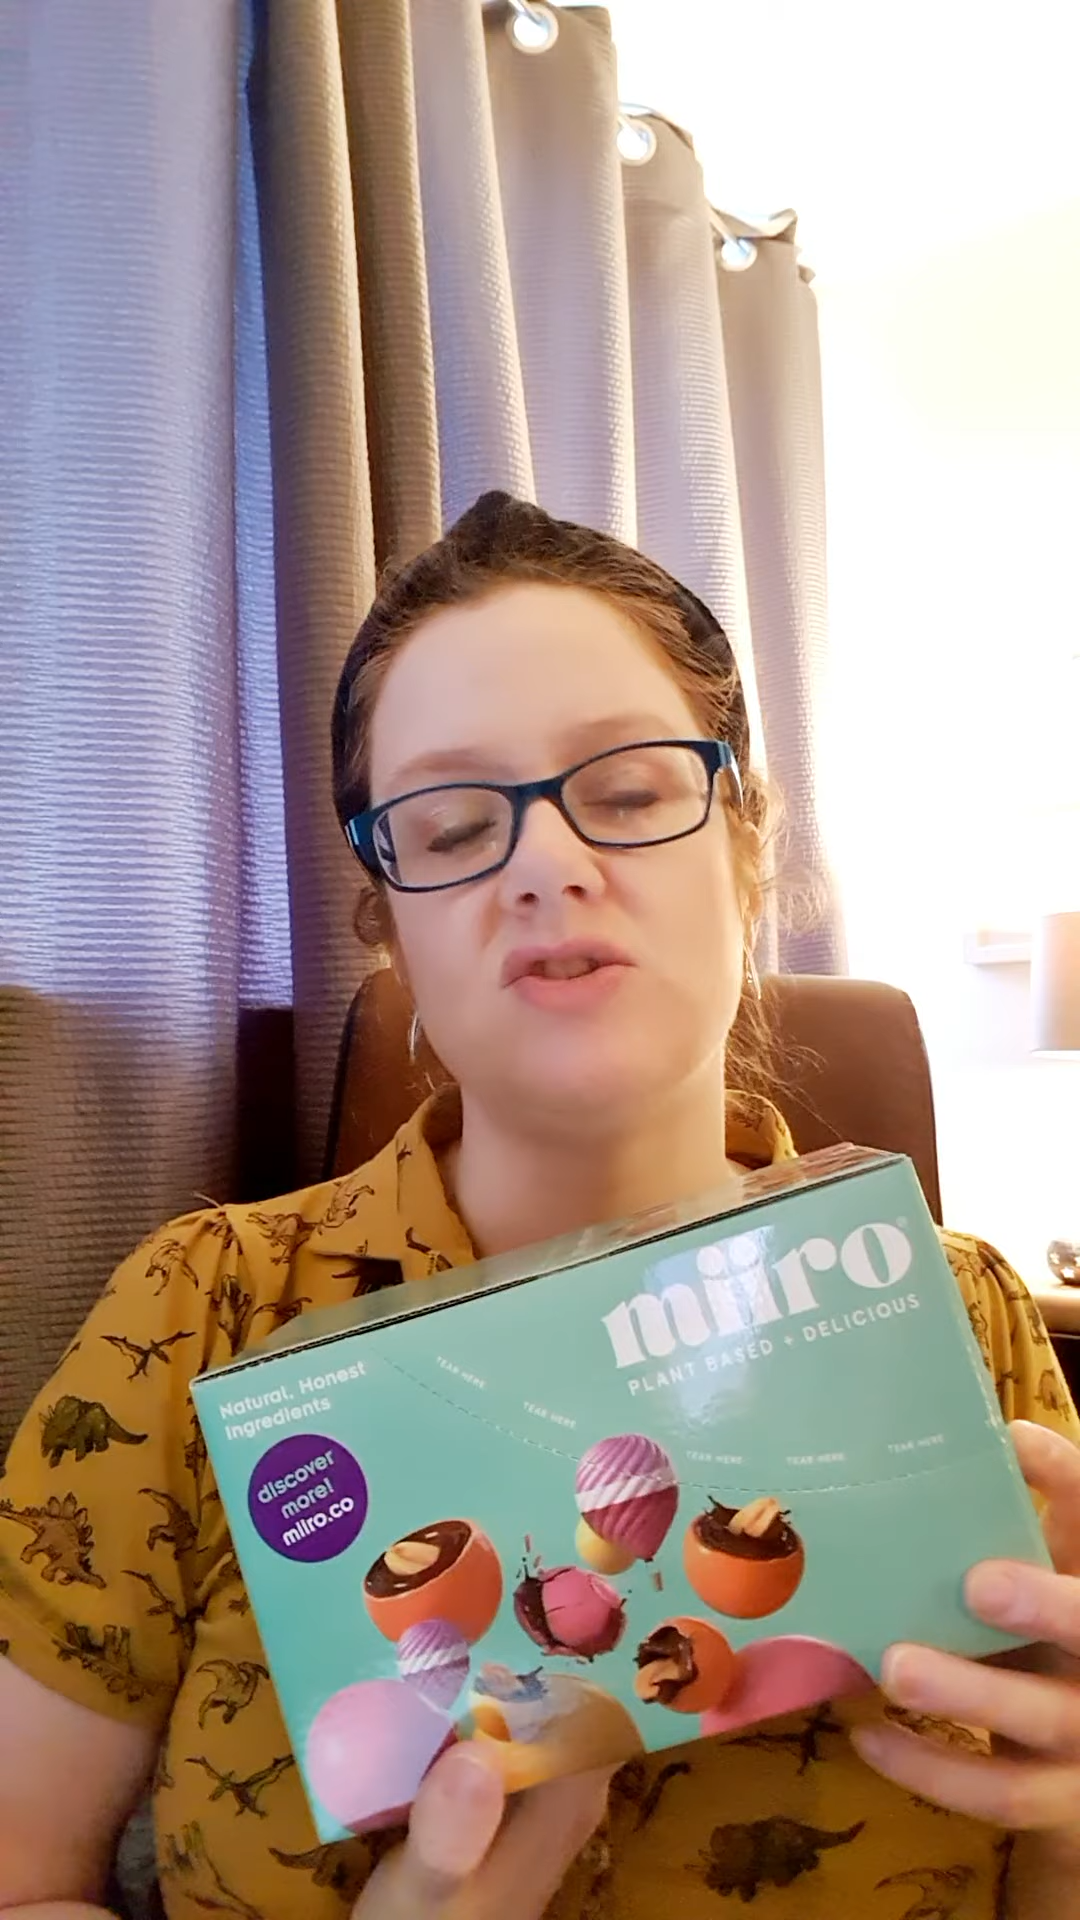 miiro®
PLANT BASED + DELICIOUS
Natural, Honest
Ingredients
discover
more!
miiro.co
TEAR HERE
TEAR HERE
TEAR HERE
TEAR HERE
TEAR HERE